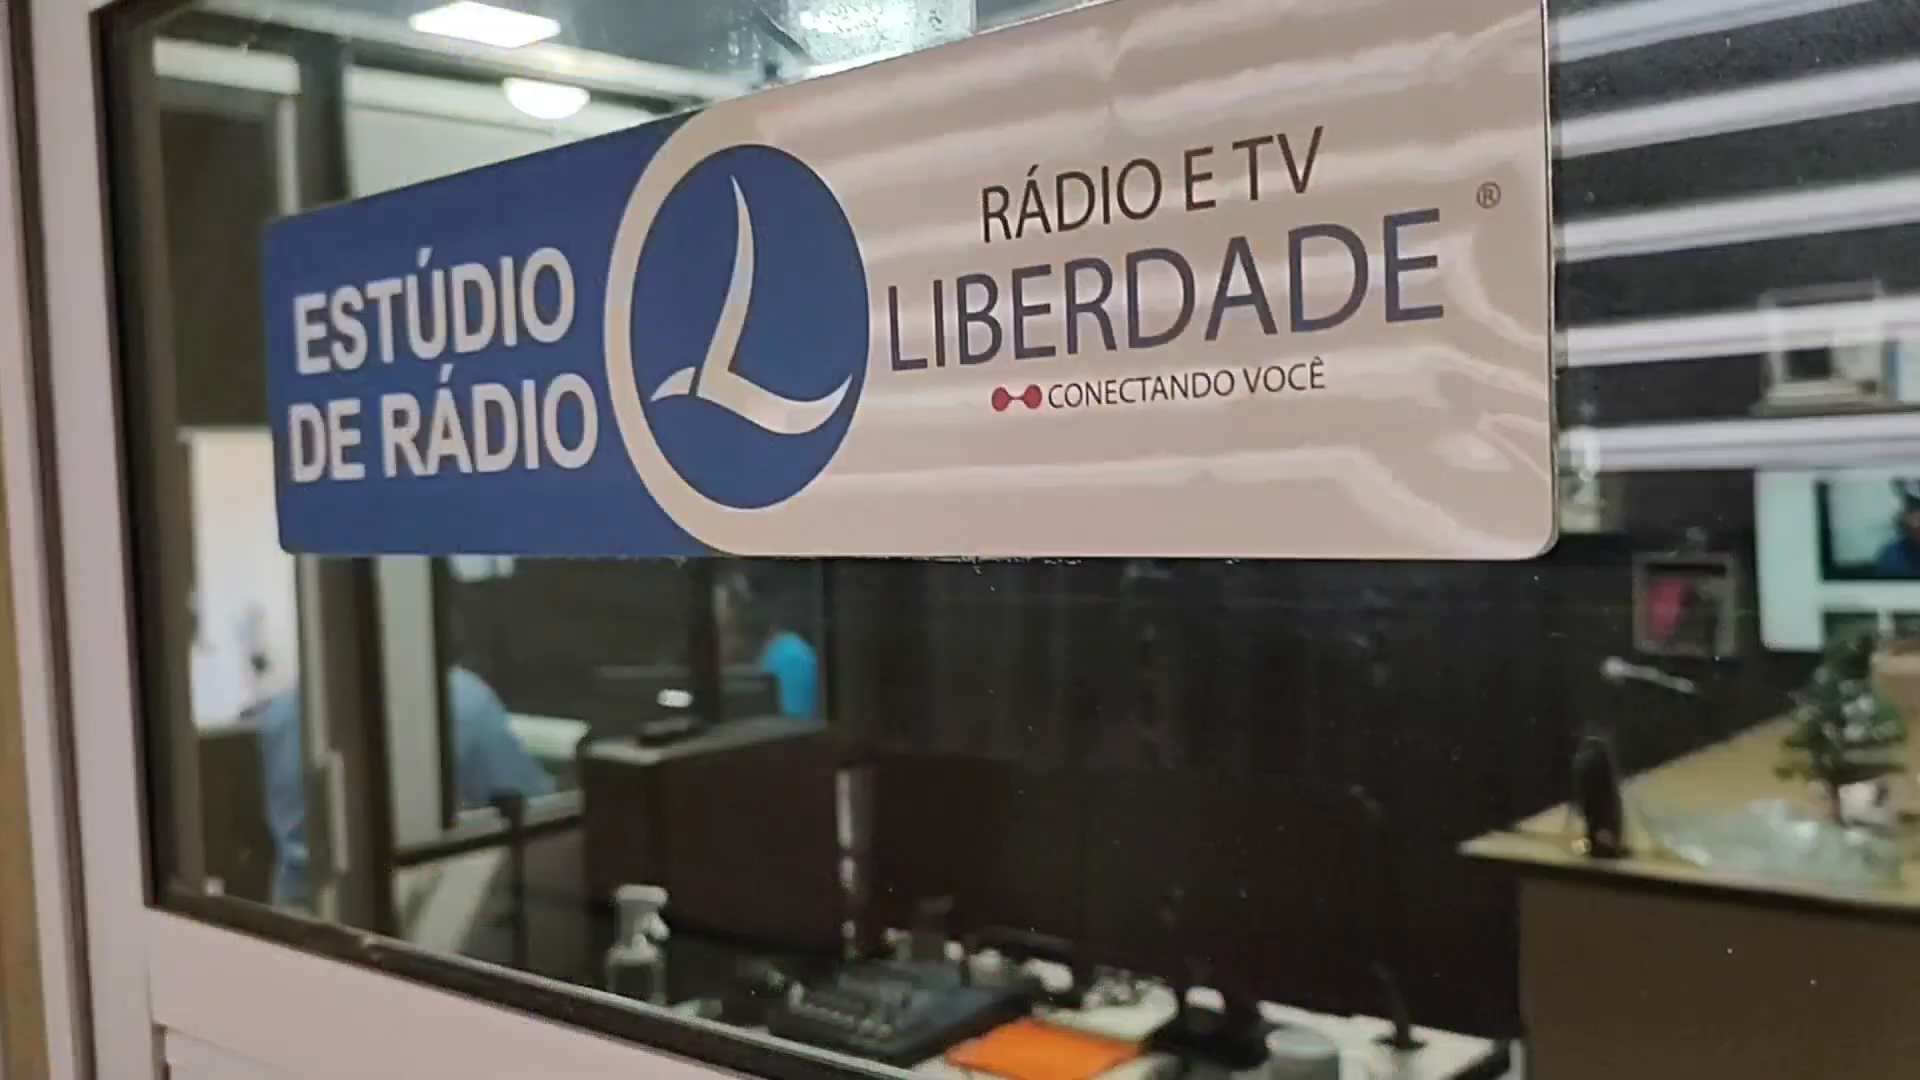 ESTÚDIO
DE RÁDIO
RÁDIO E TV
LIBERDADE ®
CONECTANDO VOCÊ